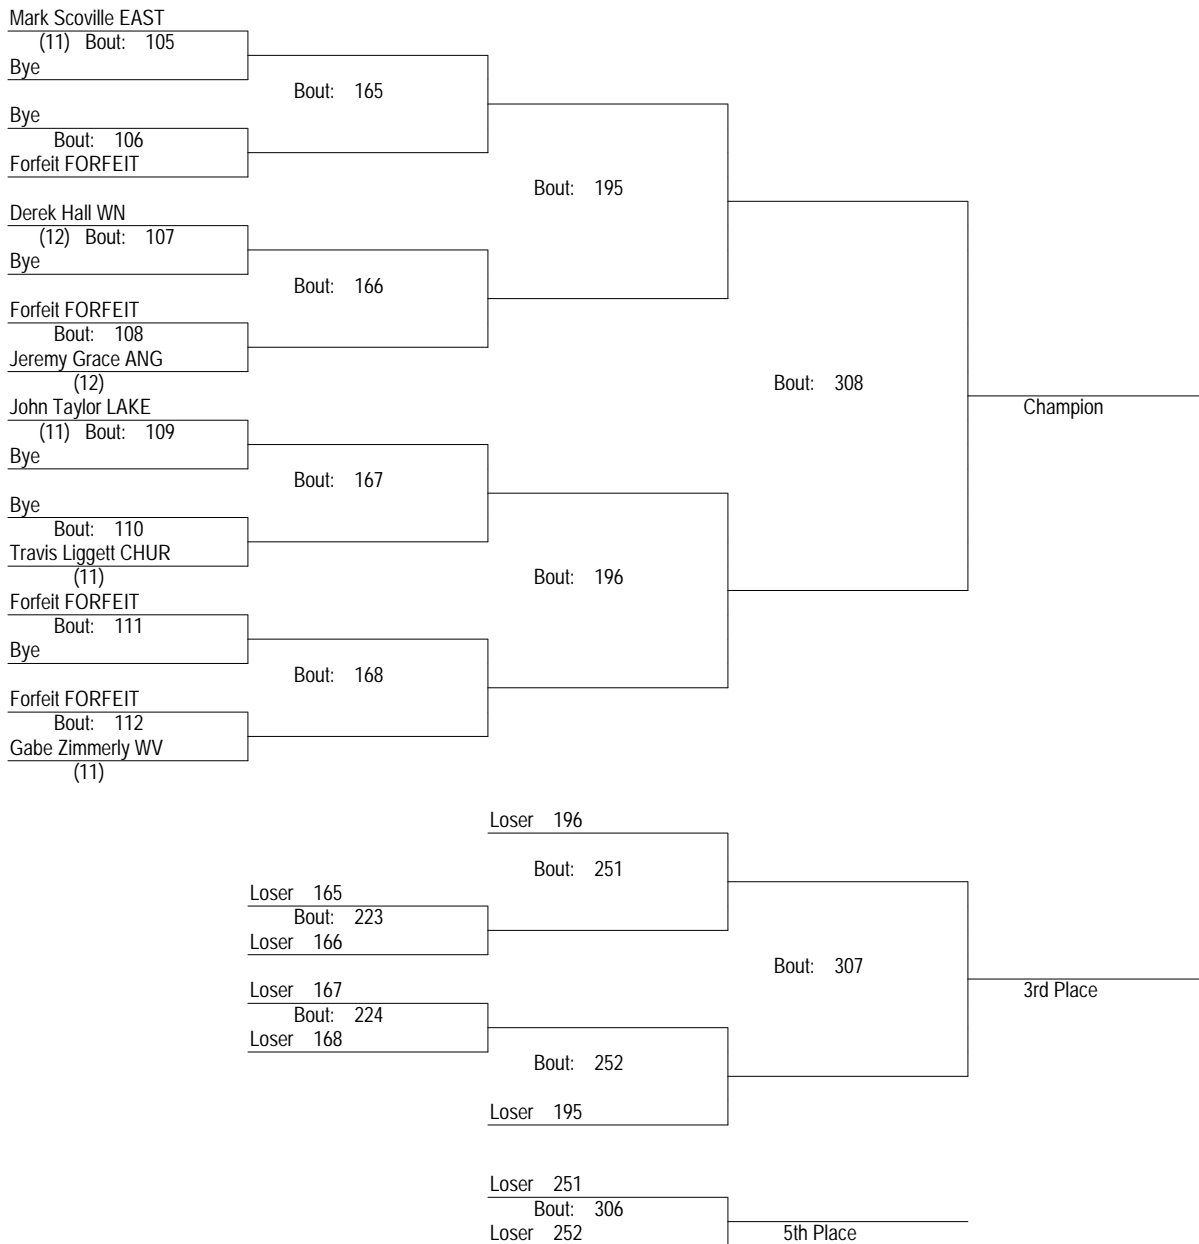 Mark Scoville EAST
(11) Bout: 105
Bye
Bout: 165
Bye
Bout: 106
Forfeit FORFEIT
Bout: 195
Derek Hall WN
(12) Bout: 107
Bye
Bout: 166
Forfeit FORFEIT
Bout: 108
Jeremy Grace ANG
(12)
Bout: 308
John Taylor LAKE
Champion
(11) Bout: 109
Bye
Bout: 167
Bye
Bout: 110
Travis Liggett CHUR
(11)
Bout: 196
Forfeit FORFEIT
Bout: 111
Bye
Bout: 168
Forfeit FORFEIT
Bout: 112
Gabe Zimmerly WV
(11)
Loser 196
Bout: 251
Loser 165
Bout: 223
Loser 166
Bout: 307
Loser 167
3rd Place
Bout: 224
Loser 168
Bout: 252
Loser 195
Loser 251
Bout: 306
Loser 252
5th Place